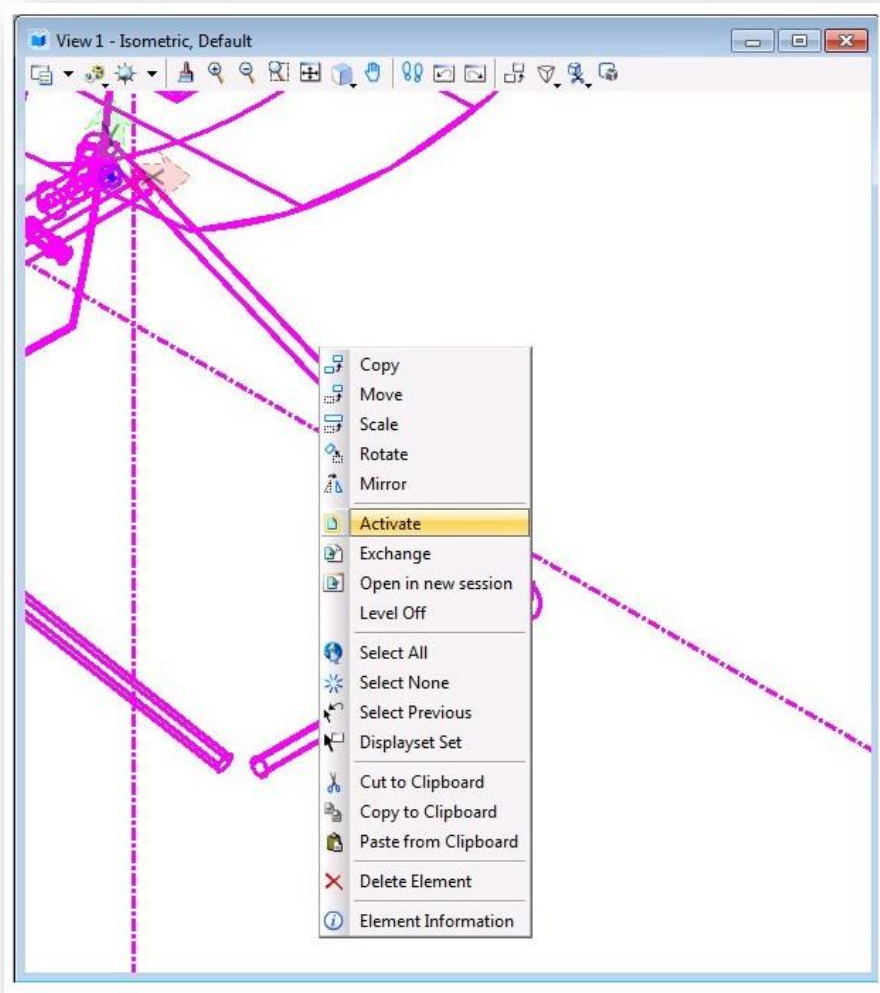 View 1 - Isometric, Default
Copy
Move
Scale
Rotate
Mirror
Activate
Exchange
Open in new session
Level Off
Select All
Select None
Select Previous
Displayset Set
Cut to Clipboard
Copy to Clipboard
Paste from Clipboard
Delete Element
Element Information